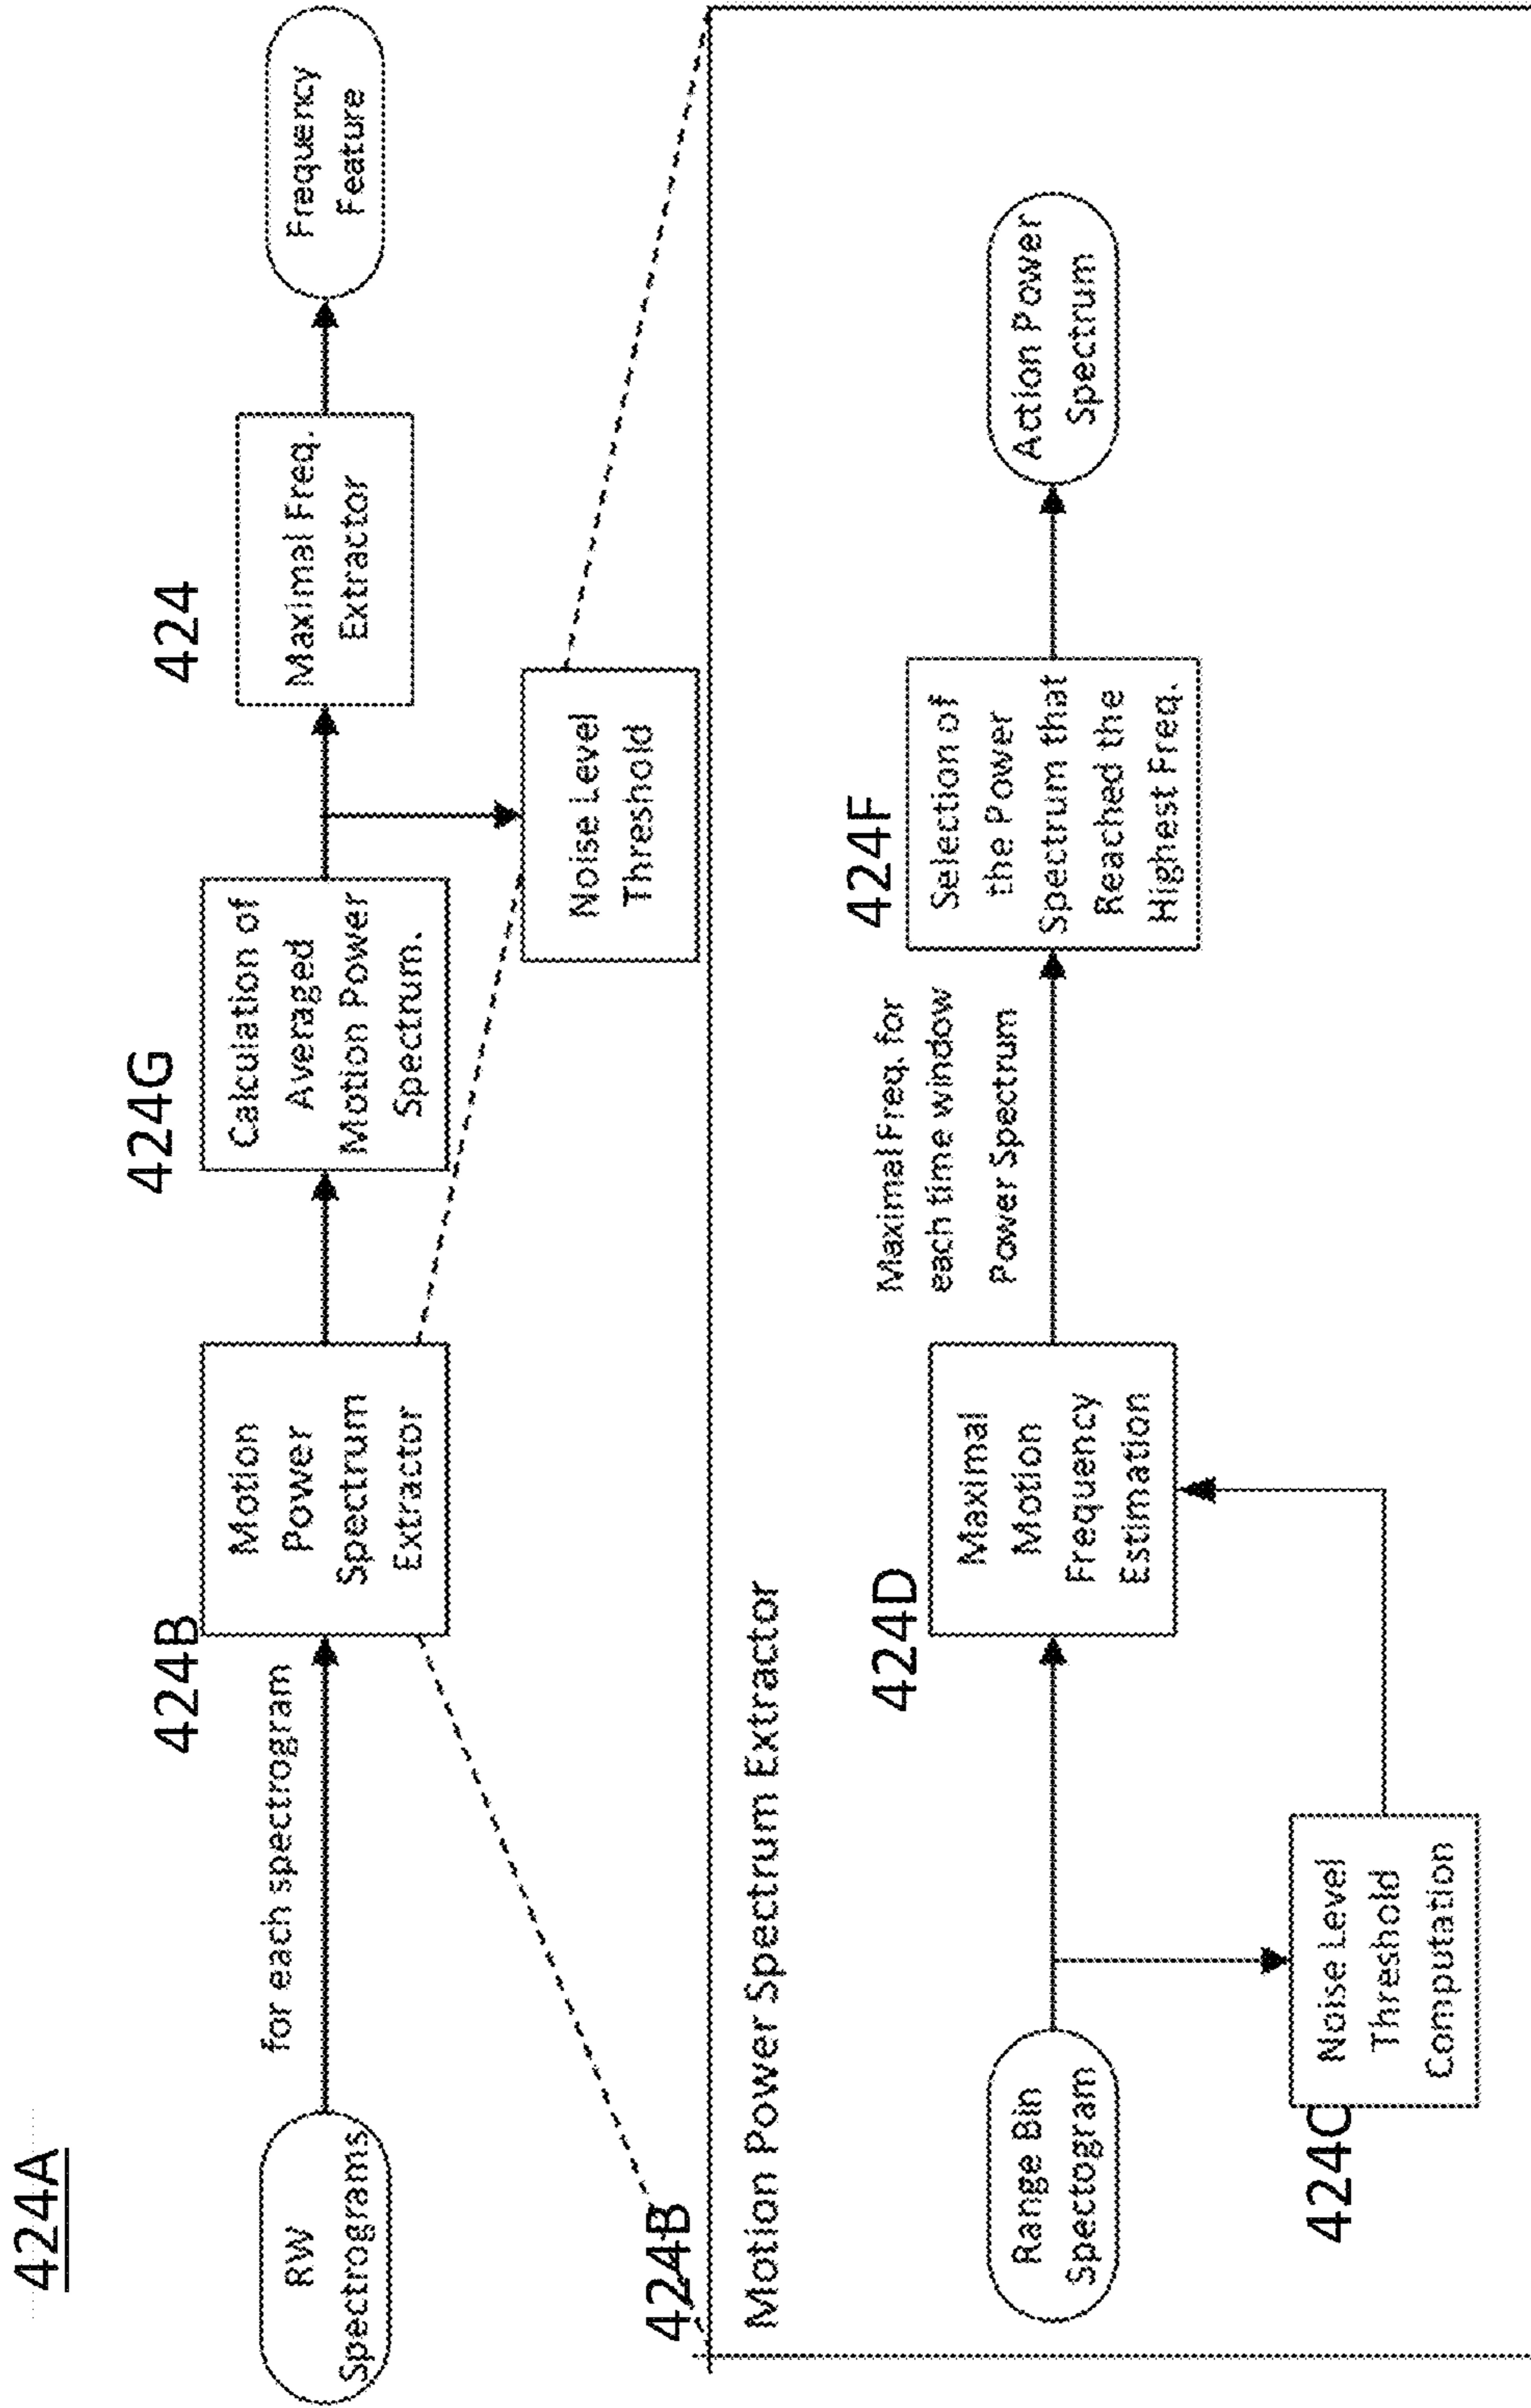 424A
RW
Spectrograms
for each spectrogram
424B
Motion
Power
Spectrum
Extractor
424G
Calculation of
Averaged
Motion Power
Spectrum.
424
Maximal Freq.
Extractor
Frequency
Feature
Noise Level
Threshold
424B
Motion Power Spectrum Extractor
Range Bin
Spectogram
424C
Noise Level
Threshold
Computation
424D
Maximal
Motion
Frequency
Estimation
Maximal Freq. for
each time window
Power Spectrum
424F
Selection of
the Power
Spectrum that
Reached the
Highest Freq.
Action Power
Spectrum